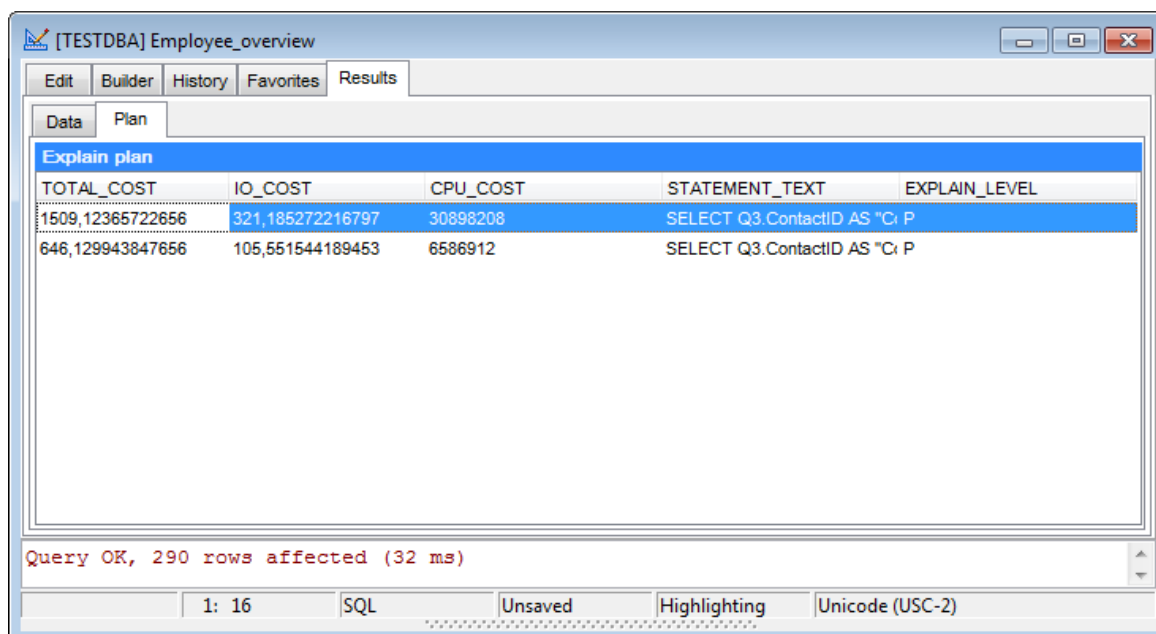 [TESTDBA] Employee_overview
Edit Builder History Favorites Results
Data Plan
Explain plan
TOTAL_COST IO_COST CPU_COST STATEMENT_TEXT EXPLAIN_LEVEL
1509,12365722656 321,185272216797 30898208 SELECT Q3.ContactID AS "C P
646,129943847656 105,551544189453 6586912 SELECT Q3.ContactID AS "C P
Query OK, 290 rows affected (32 ms)
1: 16 SQL Unsaved Highlighting Unicode (USC-2)